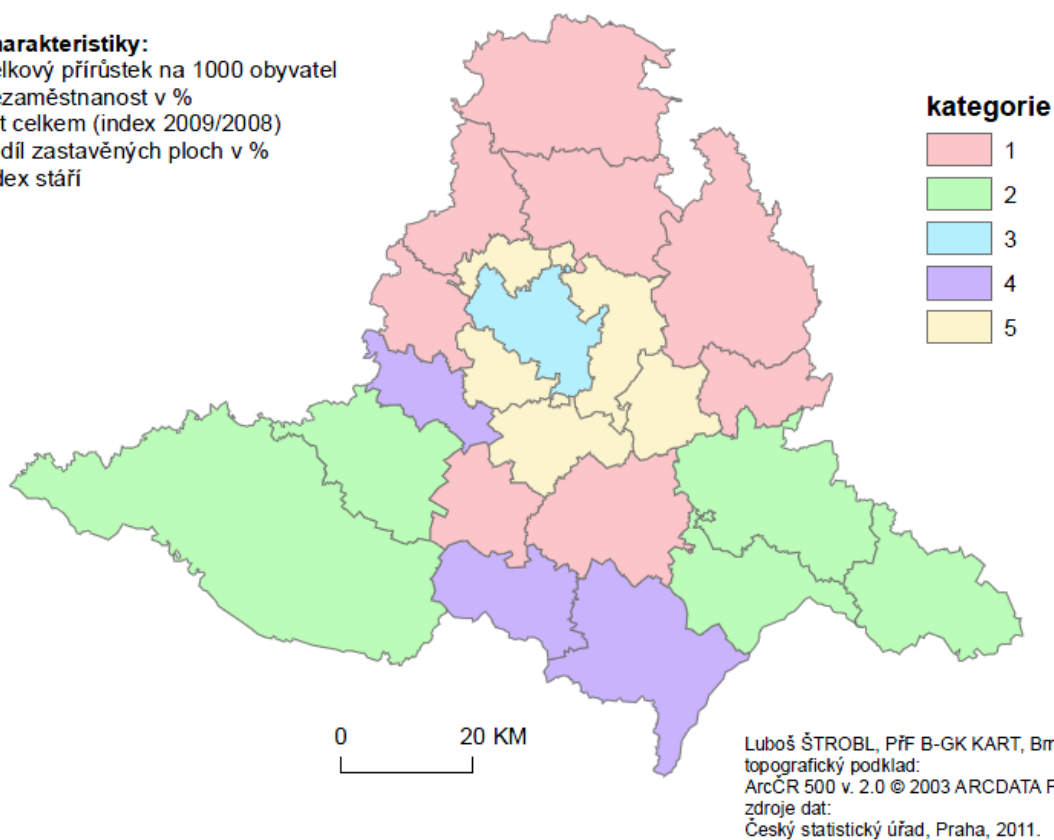 arakteristiky:
elkový přírůstek na 1000 obyvatel
ezaměstnanost v %
t celkem (index 2009/2008)
díl zastavěných ploch v %
dex stáří
kategorie
1
2
3
4
5
0 20 KM
Luboš ŠTROBL, PřF B-GK KART, Brn
topografický podklad:
ArcČR 500 v. 2.0 © 2003 ARCDATA P
zdroje dat:
Český statistický úřad, Praha, 2011.